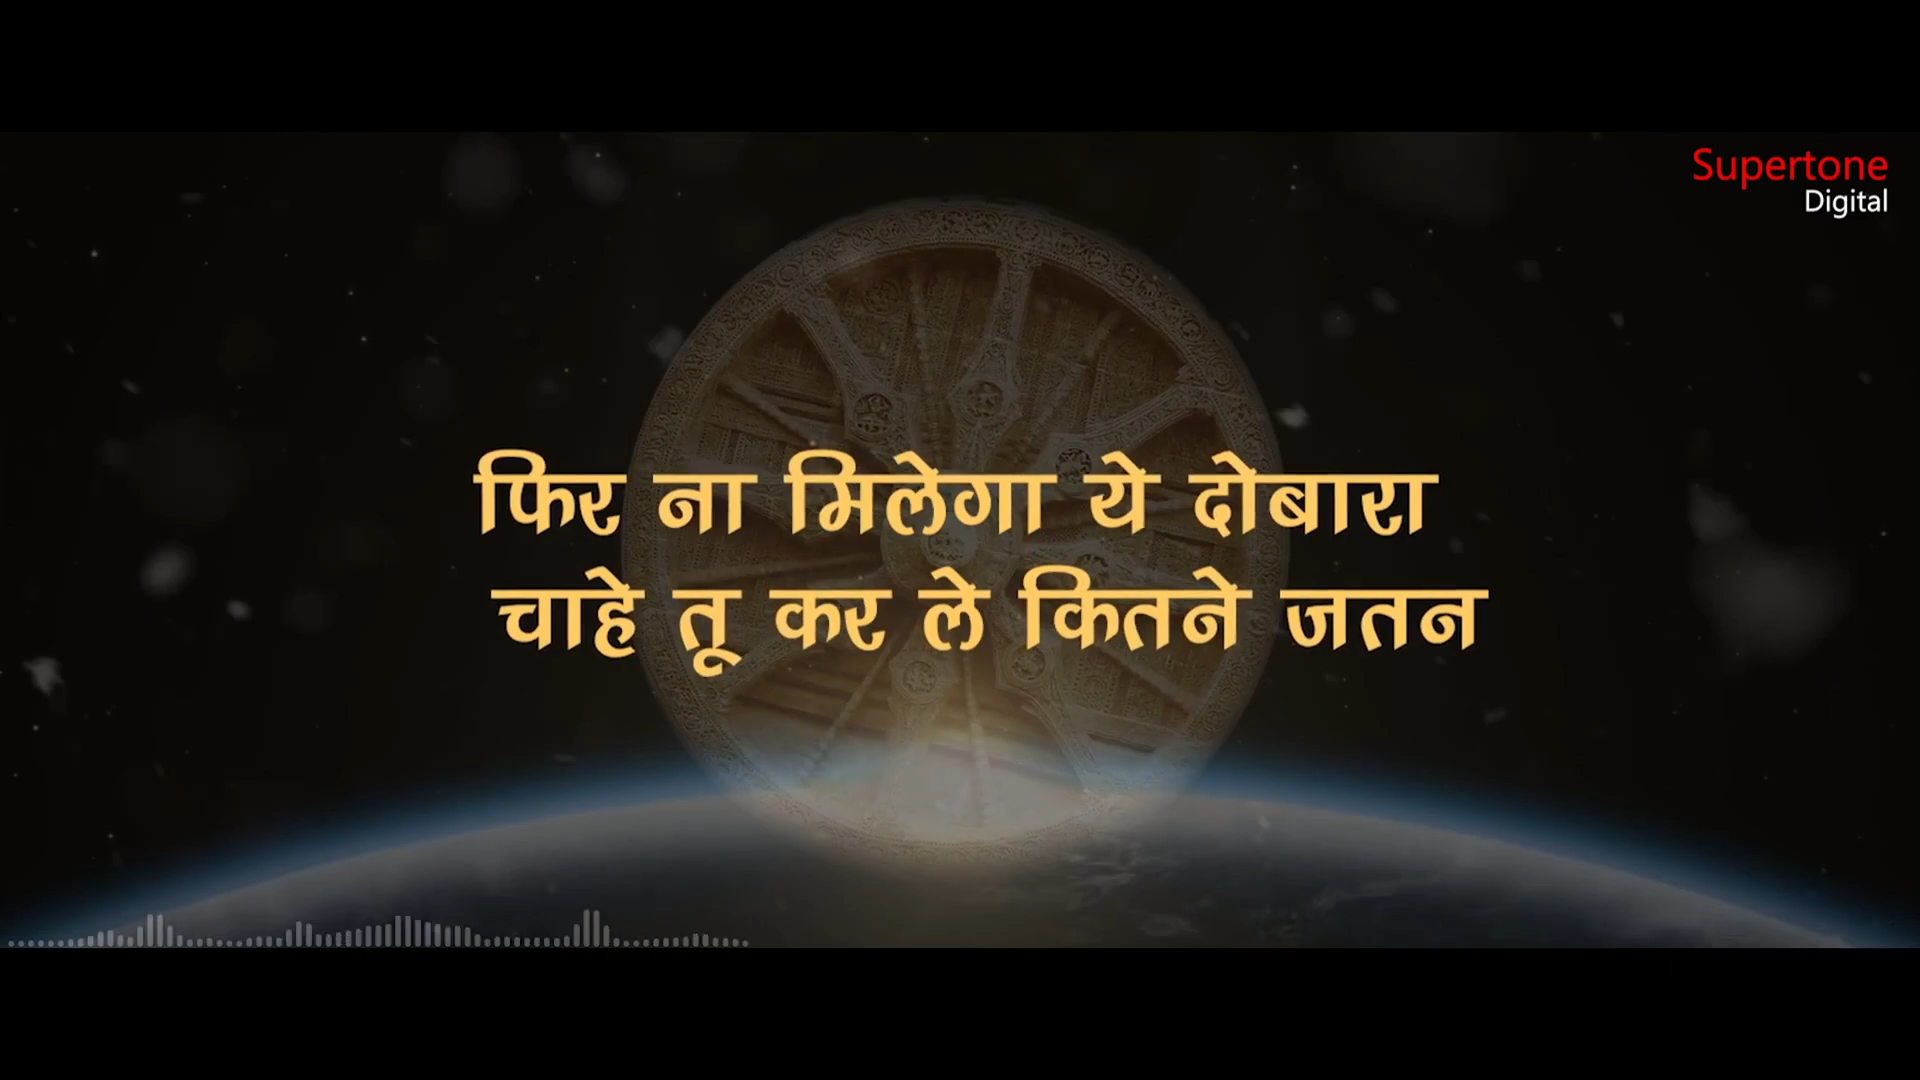 Supertone
Digital
फिर ना मिलेगा ये दोबारा
चाहे तू कर ले कितने जतन